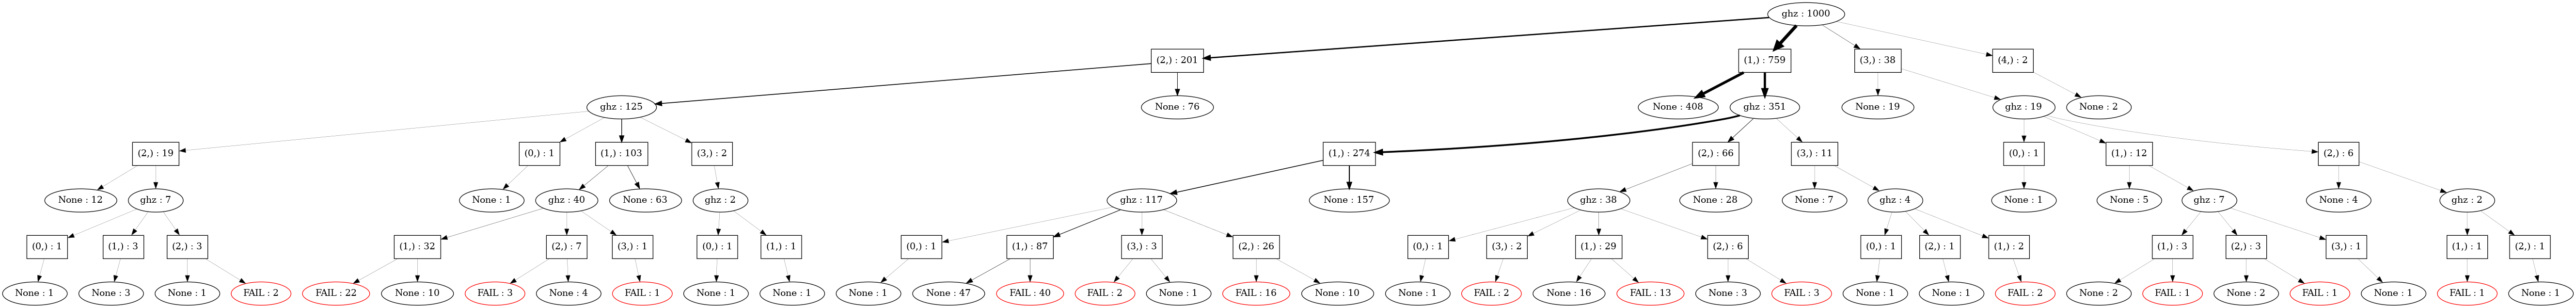 ghz : 1000
(2,) : 201
(1,) : 759
(3,) : 38
(4,) : 2
ghz : 125
None : 76
None : 408
ghz : 351
None : 19
ghz : 19
None : 2
(2,) : 19
(0,) : 1
(1,) : 103
(3,) : 2
(1,) : 274
(2,) : 66
(3,) : 11
(0,) : 1
(1,) : 12
(2,) : 6
None : 12
ghz : 7
None : 1
ghz : 40
None : 63
ghz : 2
ghz : 117
None : 157
ghz : 38
None : 28
None : 7
ghz : 4
None : 1
None : 5
ghz : 7
None : 4
ghz : 2
(0,) : 1
(1,) : 3
(2,) : 3
(1,) : 32
(2,) : 7
(3,) : 1
(0,) : 1
(1,) : 1
(0,) : 1
(1,) : 87
(3,) : 3
(2,) : 26
(0,) : 1
(3,) : 2
(1,) : 29
(2,) : 6
(0,) : 1
(2,) : 1
(1,) : 2
(1,) : 3
(2,) : 3
(3,) : 1
(1,) : 1
(2,) : 1
None : 1
None : 3
None : 1
FAIL : 2
FAIL : 22
None : 10
FAIL : 3
None : 4
FAIL : 1
None : 1
None : 1
None : 1
None : 47
FAIL : 40
FAIL : 2
None : 1
FAIL : 16
None : 10
None : 1
FAIL : 2
None : 16
FAIL : 13
None : 3
FAIL : 3
None : 1
None : 1
FAIL : 2
None : 2
FAIL : 1
None : 2
FAIL : 1
None : 1
FAIL : 1
None : 1